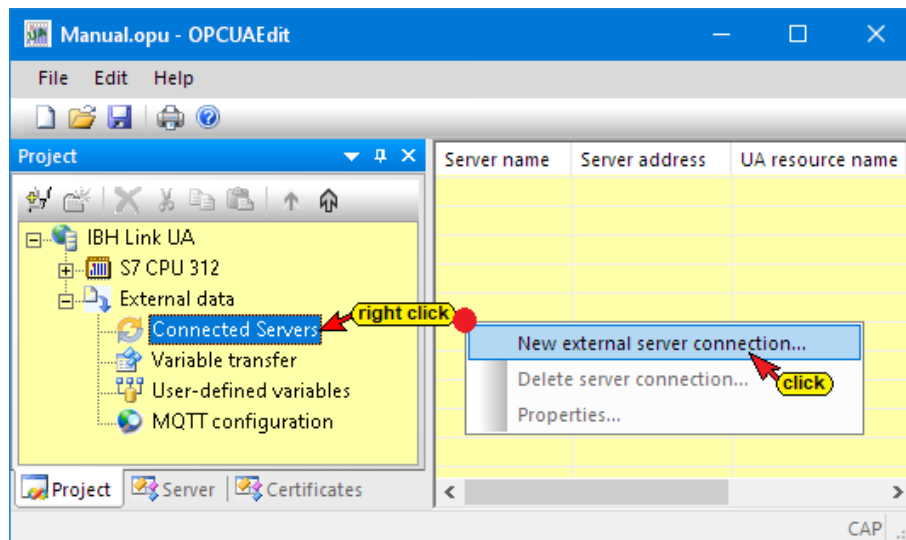 Manual.opu - OPCUAEdit
File Edit Help
Project
Server name Server address UA resource name
IBH Link UA
S7 CPU 312
External data
Connected Servers
right click
Variable transfer
User-defined variables
MQTT configuration
New external server connection...
Delete server connection...
click
Properties...
Project Server Certificates
CAP